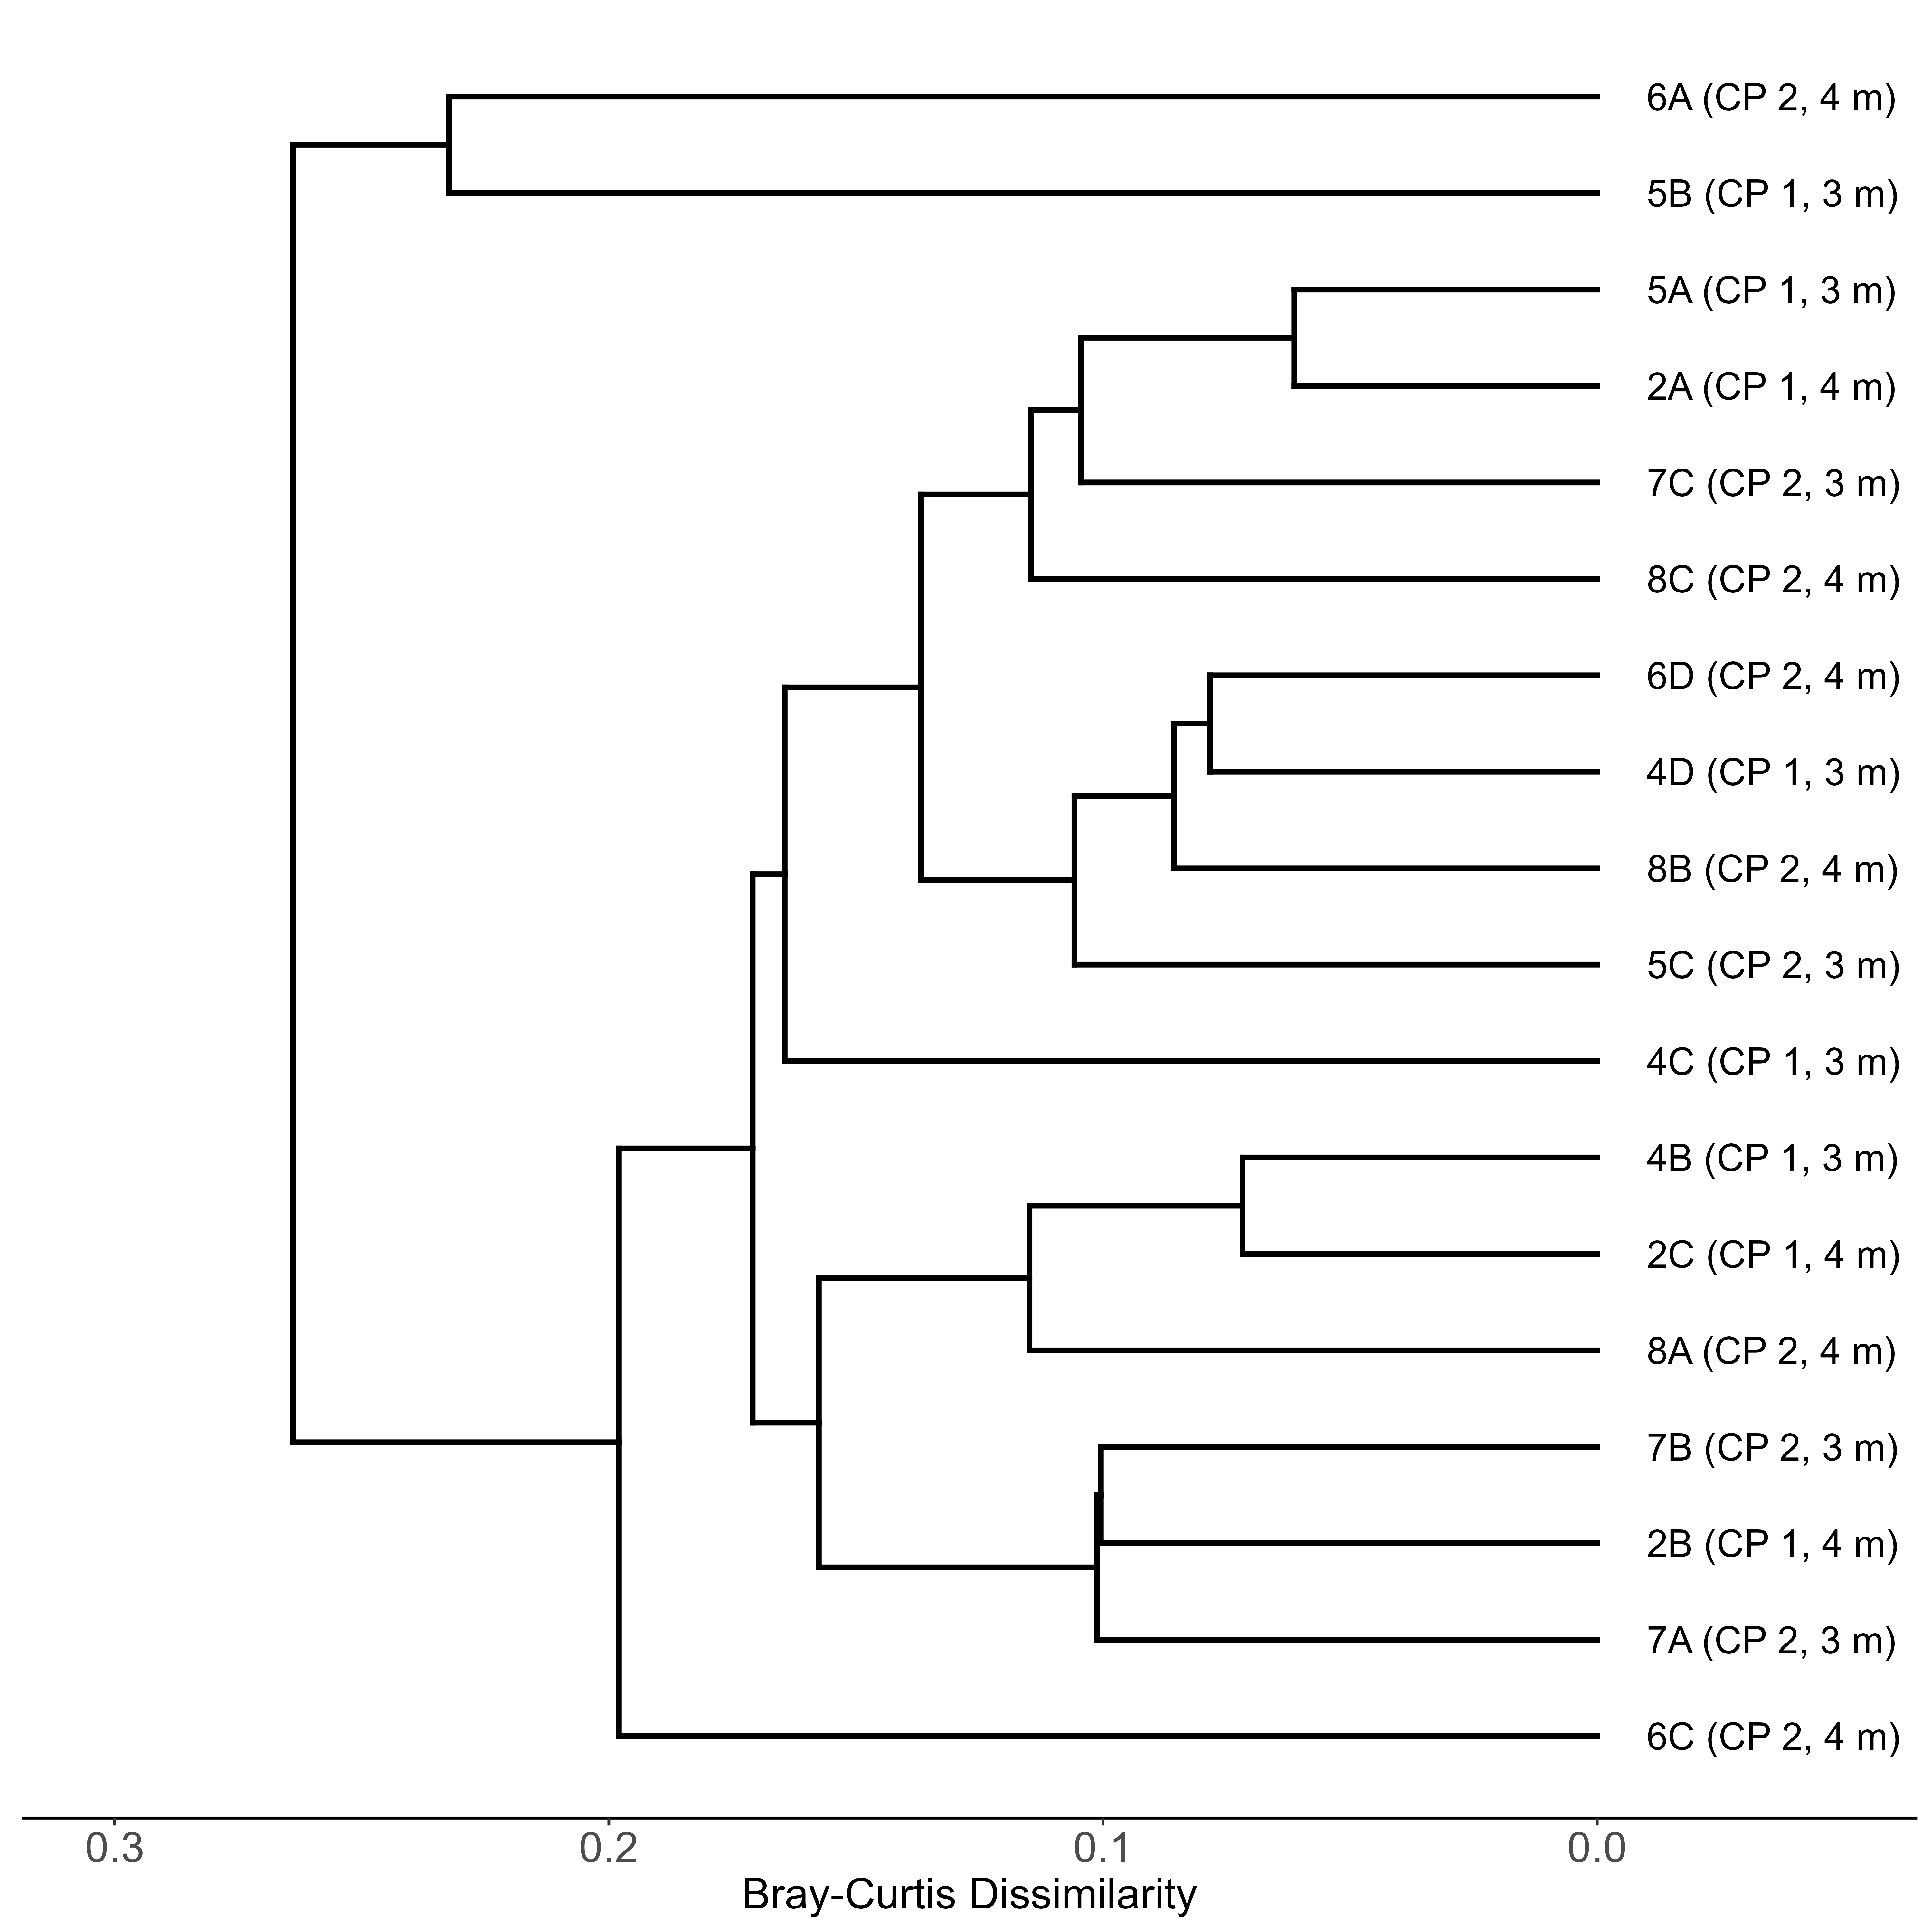 6A (CP 2, 4 m)
5B (CP 1, 3 m)
5A (CP 1, 3 m)
2A (CP 1, 4 m)
7C (CP 2, 3 m)
8C (CP 2, 4 m)
6D (CP 2, 4 m)
4D (CP 1, 3 m)
8B (CP 2, 4 m)
5C (CP 2, 3 m)
4C (CP 1, 3 m)
4B (CP 1, 3 m)
2C (CP 1, 4 m)
8A (CP 2, 4 m)
7B (CP 2, 3 m)
2B (CP 1, 4 m)
7A (CP 2, 3 m)
6C (CP 2, 4 m)
0.3 0.2 0.1 0.0
Bray-Curtis Dissimilarity